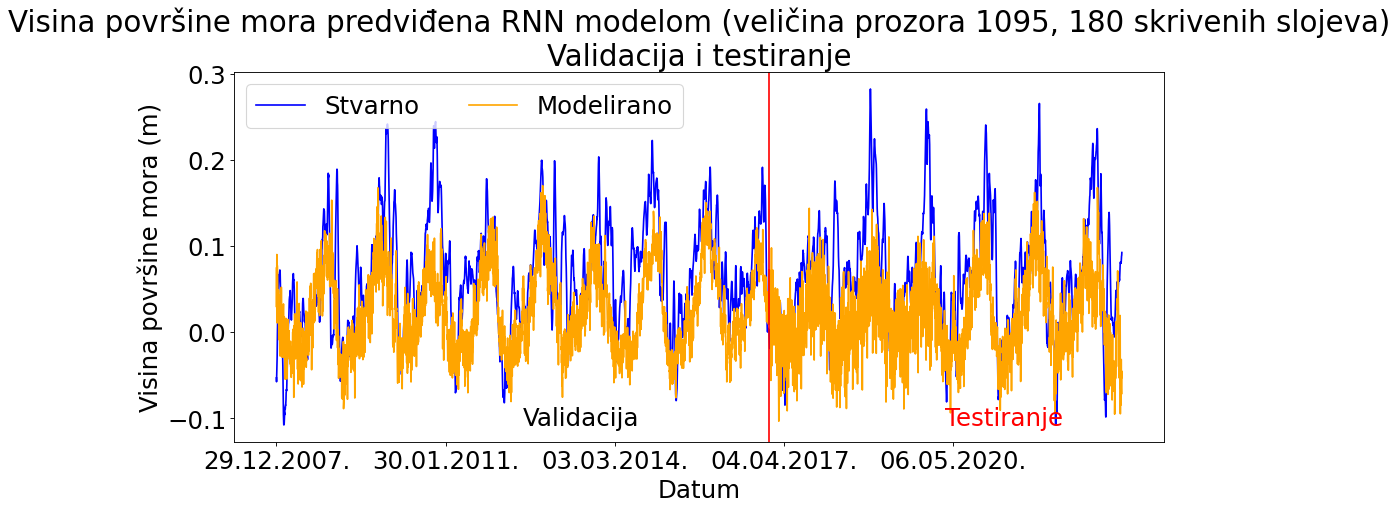 Visina površine mora predviđena RNN modelom (veličina prozora 1095, 180 skrivenih slojeva)
Validacija i testiranje
Stvarno
Modelirano
Visina površine mora (m)
0.3
0.2
0.1
0.0
−0.1
Validacija
Testiranje
29.12.2007.
30.01.2011.
03.03.2014.
04.04.2017.
06.05.2020.
Datum